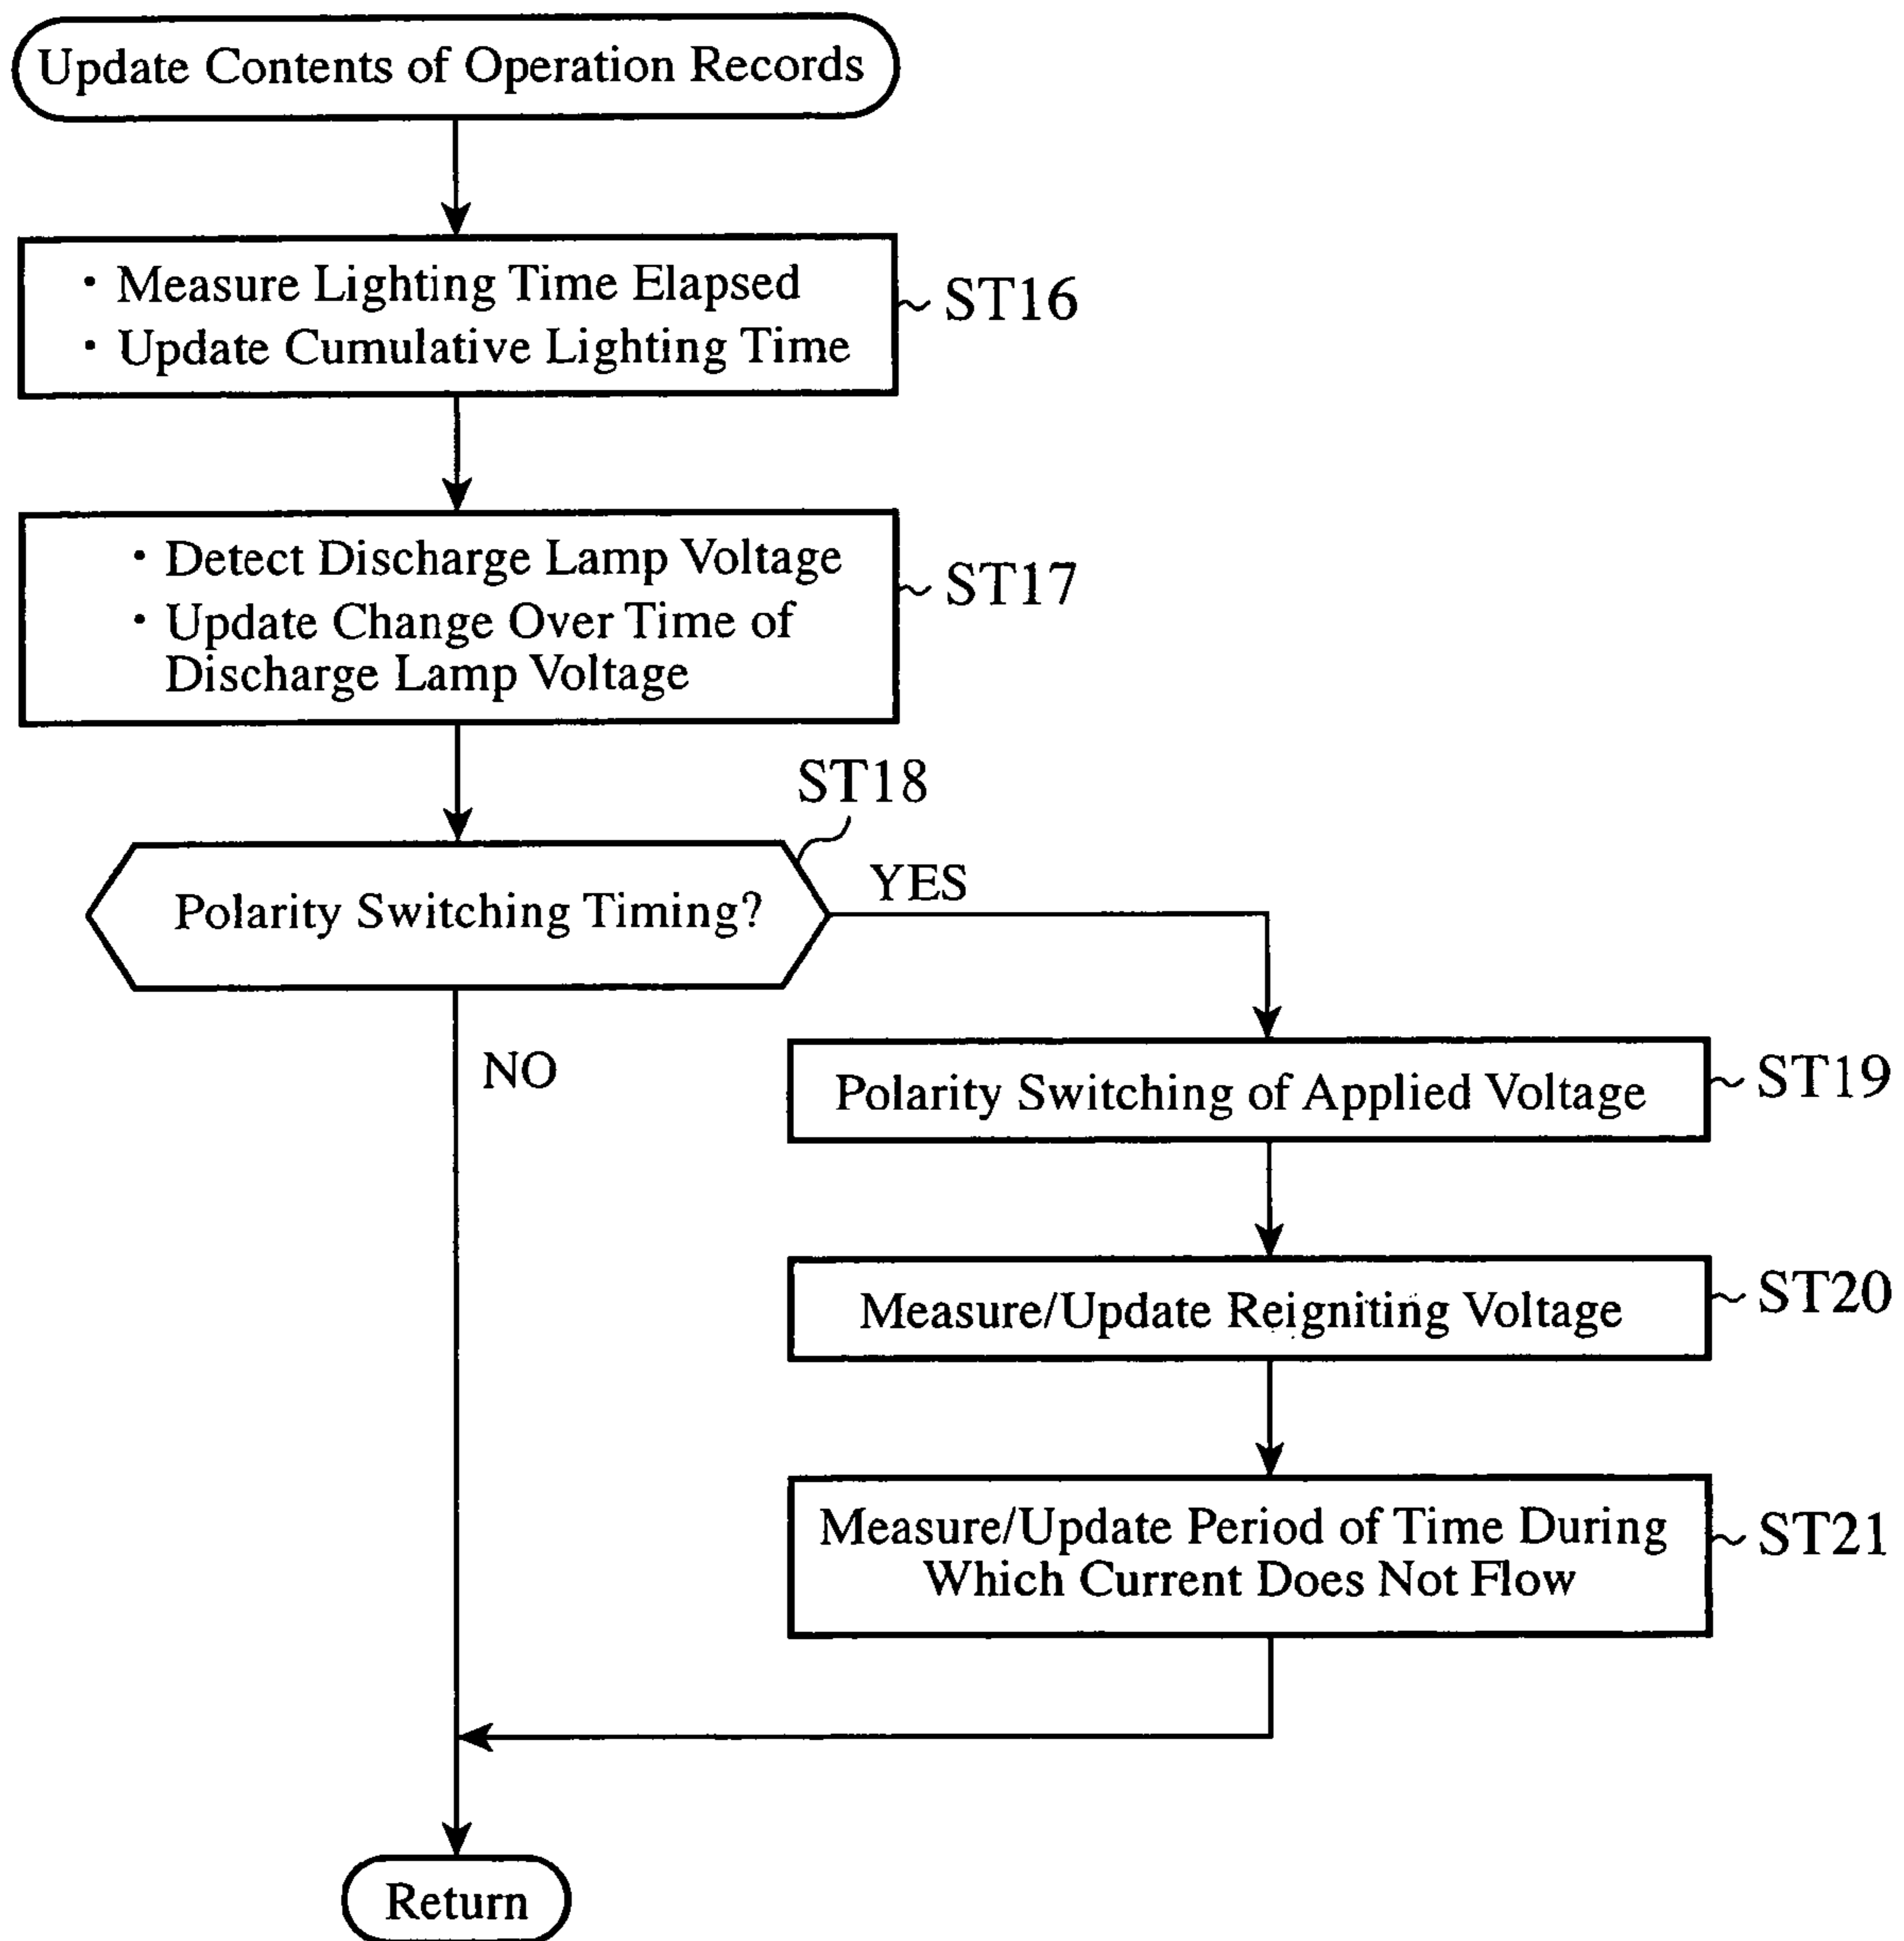 Update Contents of Operation Records
・ Measure Lighting Time Elapsed
・ Update Cumulative Lighting Time
ST16
・ Detect Discharge Lamp Voltage
・ Update Change Over Time of
Discharge Lamp Voltage
ST17
ST18
Polarity Switching Timing?
YES
NO
Polarity Switching of Applied Voltage
ST19
Measure/Update Reigniting Voltage
ST20
Measure/Update Period of Time During
Which Current Does Not Flow
ST21
Return